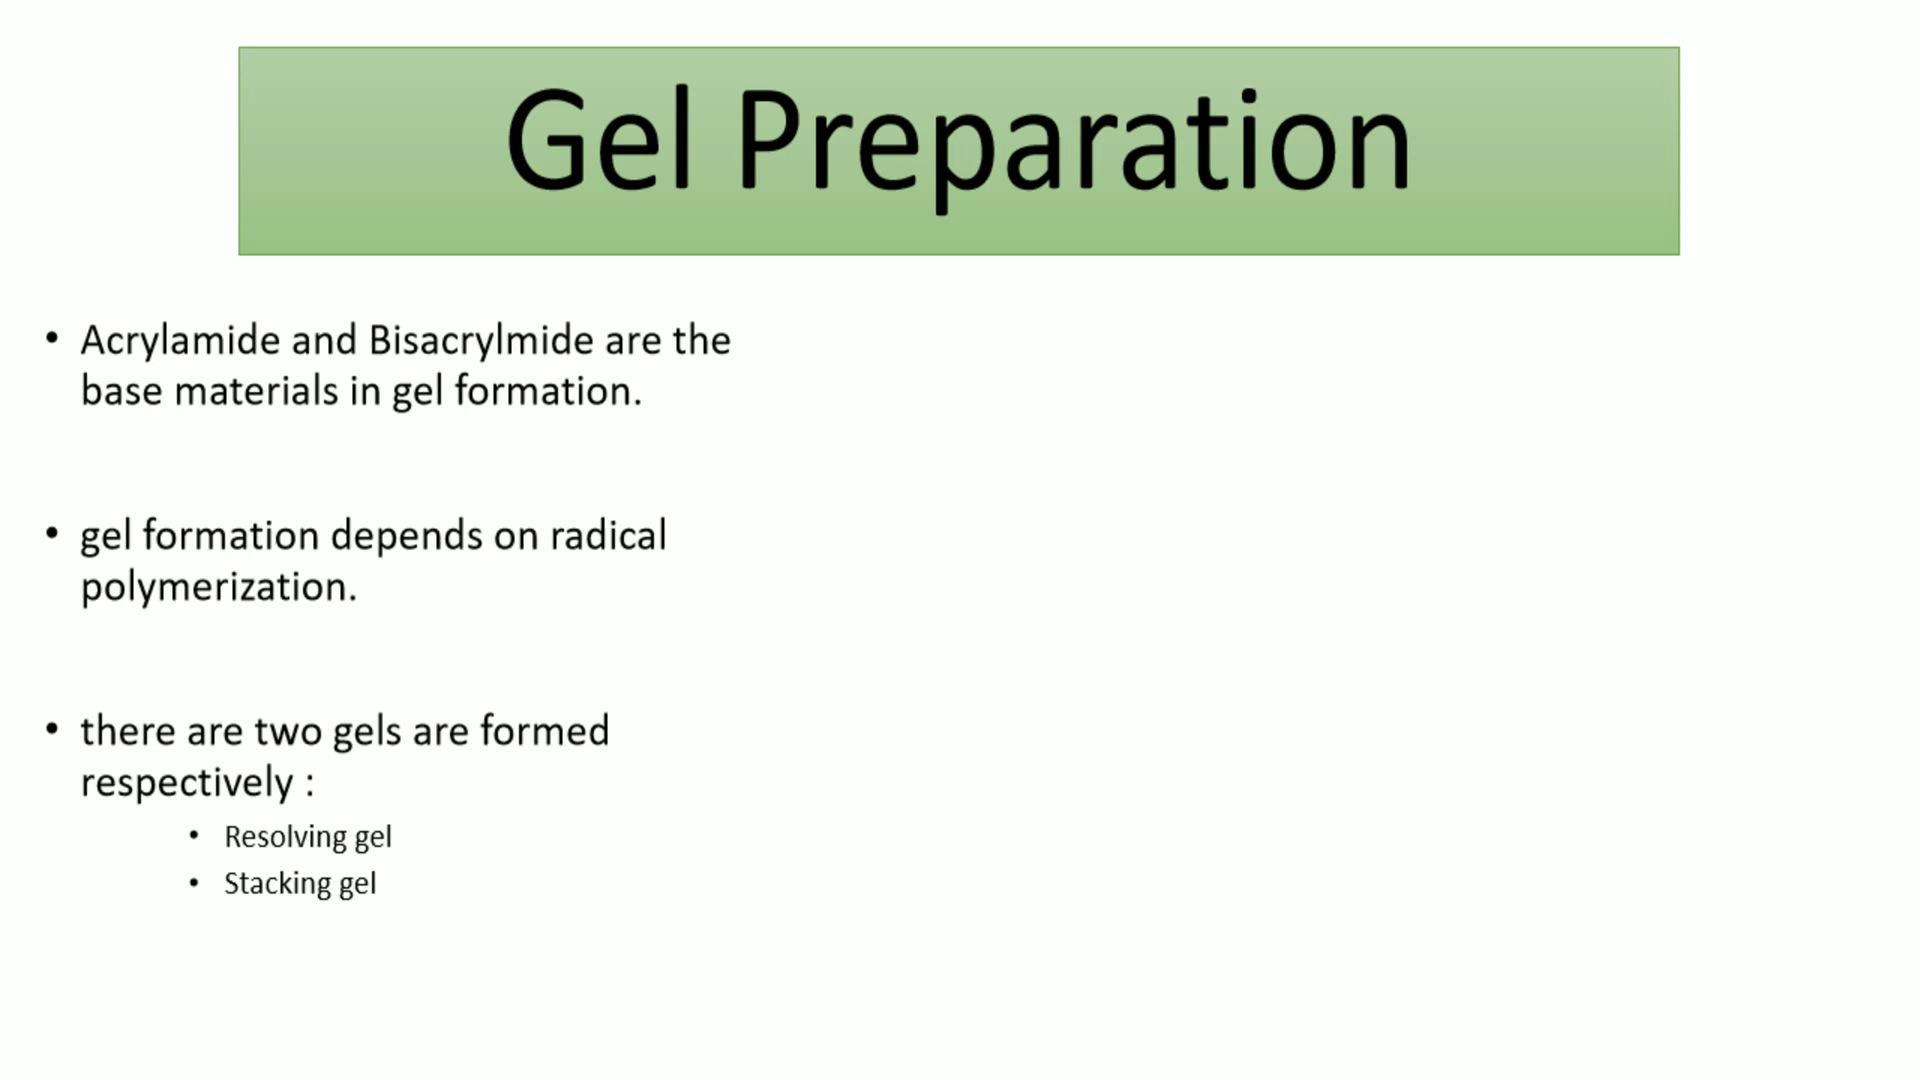 Gel Preparation
• Acrylamide and Bisacrylmide are the
base materials in gel formation.
• gel formation depends on radical
polymerization.
• there are two gels are formed
respectively :
• Resolving gel
• Stacking gel